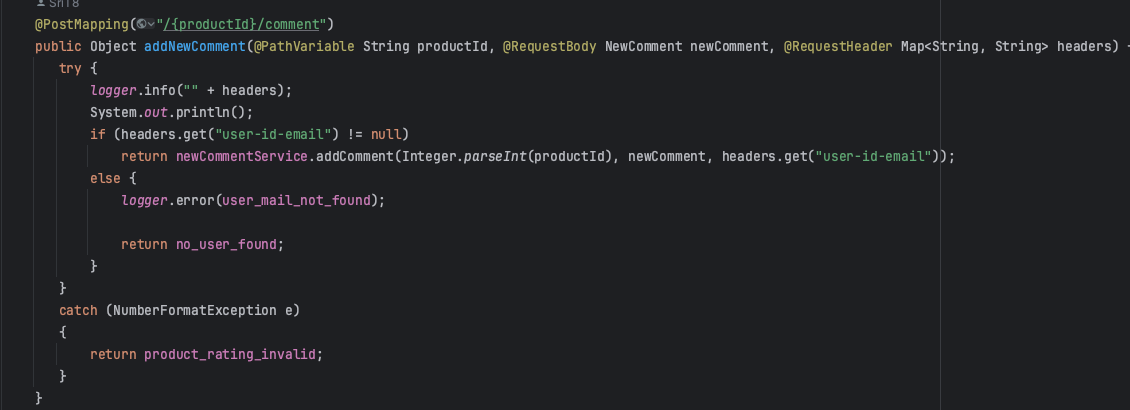 @PostMapping("/{productId}/comment")
public Object addNewComment(@PathVariable String productId, @RequestBody NewComment newComment, @RequestHeader Map<String, String> headers)
try {
logger.info("" + headers);
System.out.println();
if (headers.get("user-id-email") != null)
return newCommentService.addComment(Integer.parseInt(productId), newComment, headers.get("user-id-email"));
else {
logger.error(user_mail_not_found);
return no_user_found;
}
}
catch (NumberFormatException e)
{
return product_rating_invalid;
}
}